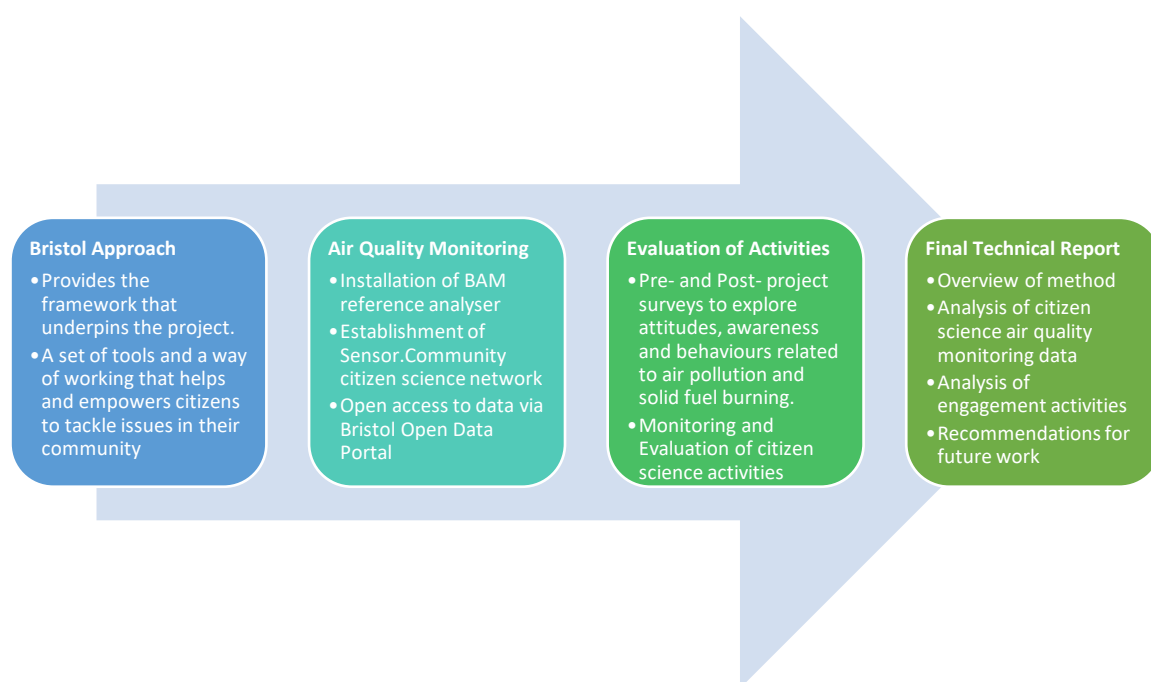 Bristol Approach
•Provides the
framework that
underpins the project.
•A set of tools and a way
of working that helps
and empowers citizens
to tackle issues in their
community
Air Quality Monitoring
•Installation of BAM
reference analyser
•Establishment of
Sensor.Community
citizen science network
•Open access to data via
Bristol Open Data
Portal
Evaluation of Activities
•Pre- and Post- project
surveys to explore
attitudes, awareness
and behaviours related
to air pollution and
solid fuel burning.
•Monitoring and
Evaluation of citizen
science activities
Final Technical Report
•Overview of method
•Analysis of citizen
science air quality
monitoring data
•Analysis of
engagement activities
•Recommendations for
future work